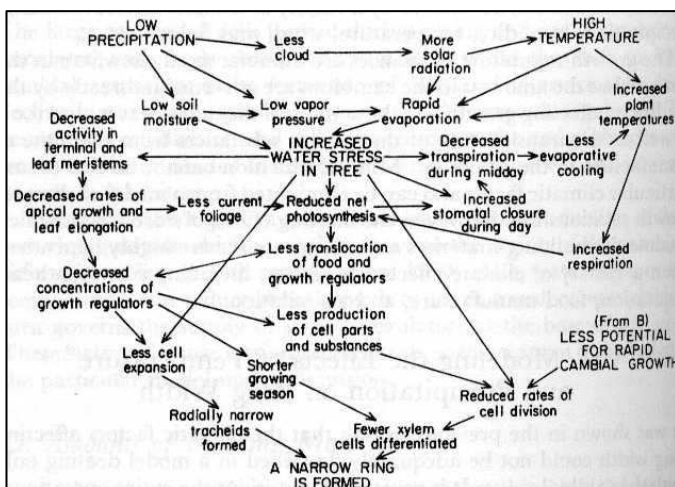 LOW
PRECIPITATION
Less
cloud
More
solar
radiation
HIGH
TEMPERATURE
Low soil
moisture
Low vapor
pressure
Rapid
evaporation
Increased
plant
temperatures
Decreased
activity in
terminal and
leaf meristems
INCREASED
WATER STRESS
IN TREE
Decreased
transpiration
during midday
Less
evaporative
cooling
Decreased rates of
apical growth and
leaf elongation
Less current
foliage
Reduced net
photosynthesis
Increased
stomatal closure
during day
Decreased
concentrations of
growth regulators
Less translocation
of food and
growth regulators
Increased
respiration
Less production
of cell parts
and substances
(From B)
LESS POTENTIAL
FOR RAPID
CAMBIAL GROWTH
Less cell
expansion
Shorter
growing
season
Reduced rates of
cell division
Radially narrow
tracheids
formed
Fewer xylem
cells differentiated
A NARROW RING
IS FORMED